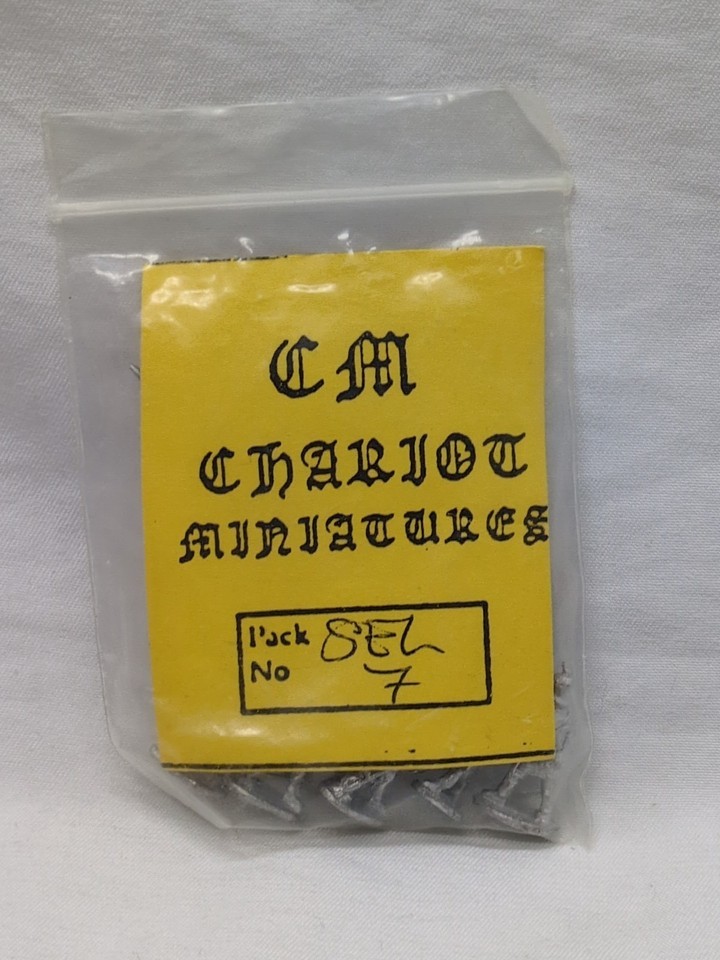 CM
CHARIOT
MINIATURES
Pack SEL
No 7